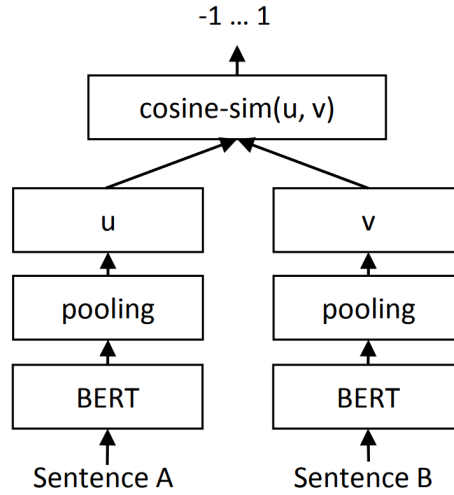 -1 ... 1
cosine-sim(u, v)
u v
pooling pooling
BERT BERT
Sentence A Sentence B